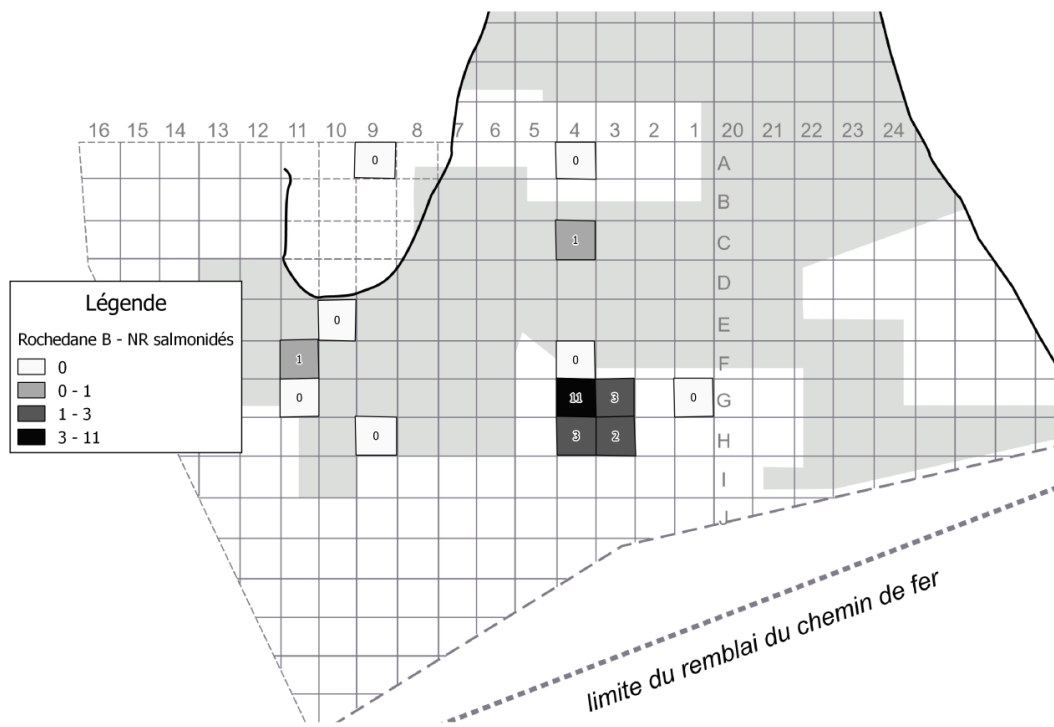 16 15 14 13 12 11 10 9 8 7 6 5 4 3 2 1 20 21 22 23 24
0 0 A
B
1 C
D
0 E
1 0 F
0 11 3 0 G
0 3 2 H
I
J
Légende
Rochedane B - NR salmonidés
0
0 - 1
1 - 3
3 - 11
limite du remblai du chemin de fer